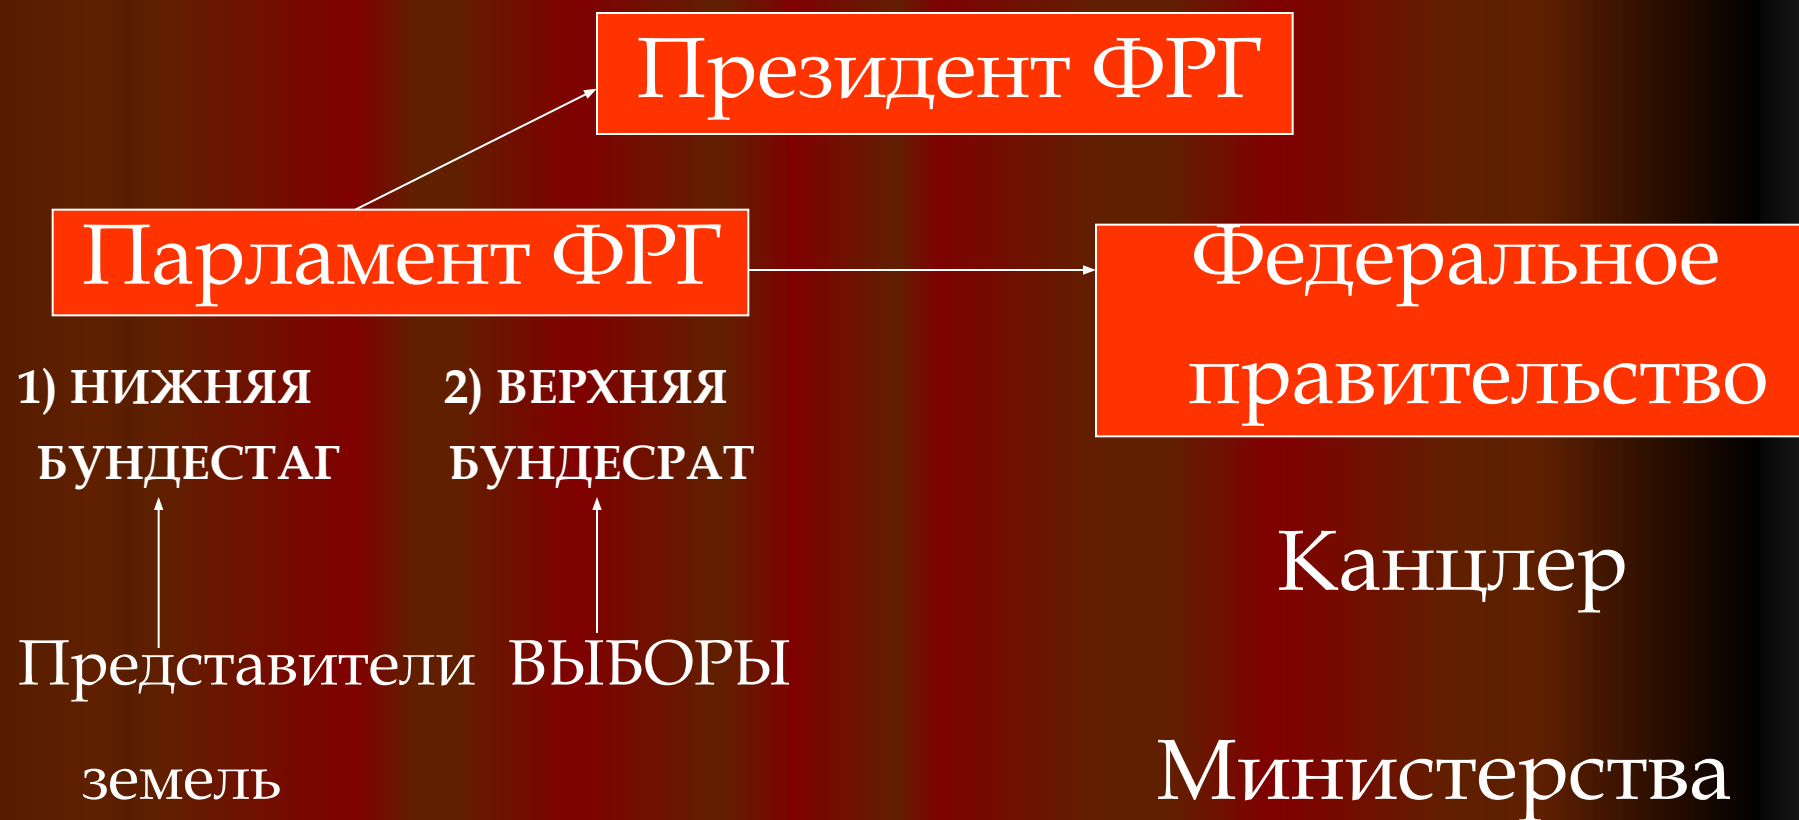 Президент ФРГ
Парламент ФРГ
Федеральное
правительство
1) НИЖНЯЯ
БУНДЕСТАГ
2) ВЕРХНЯЯ
БУНДЕСРАТ
Представители
земель
ВЫБОРЫ
Канцлер
Министерства